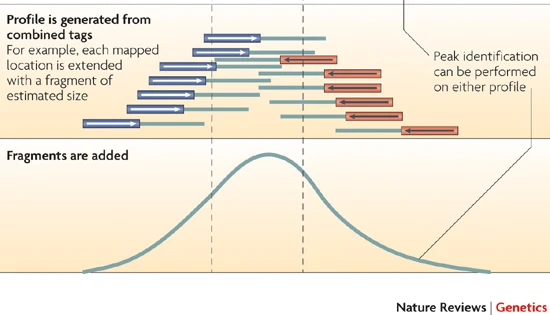 Profile is generated from
combined tags
For example, each mapped
location is extended
with a fragment of
estimated size
Peak identification
can be performed
on either profile
Fragments are added
Nature Reviews | Genetics